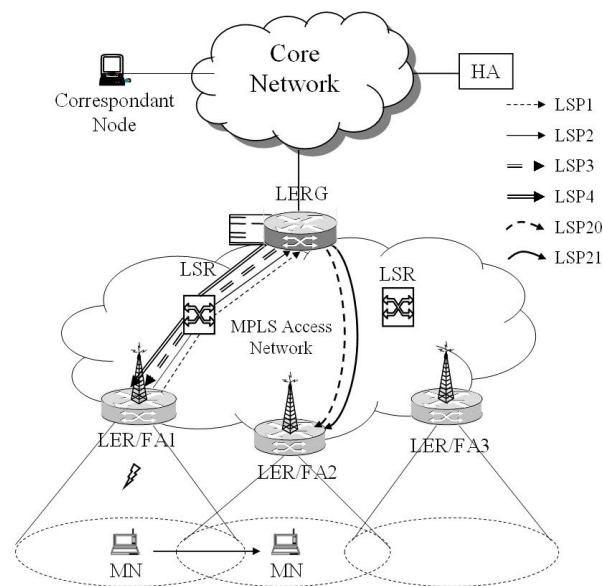 Core
Network
HA
Correspondant
Node
LSP1
LSP2
LSP3
LSP4
LSP20
LSP21
LERG
LSR
LSR
MPLS Access
Network
LER/FA1
LER/FA2
LER/FA3
MN
MN